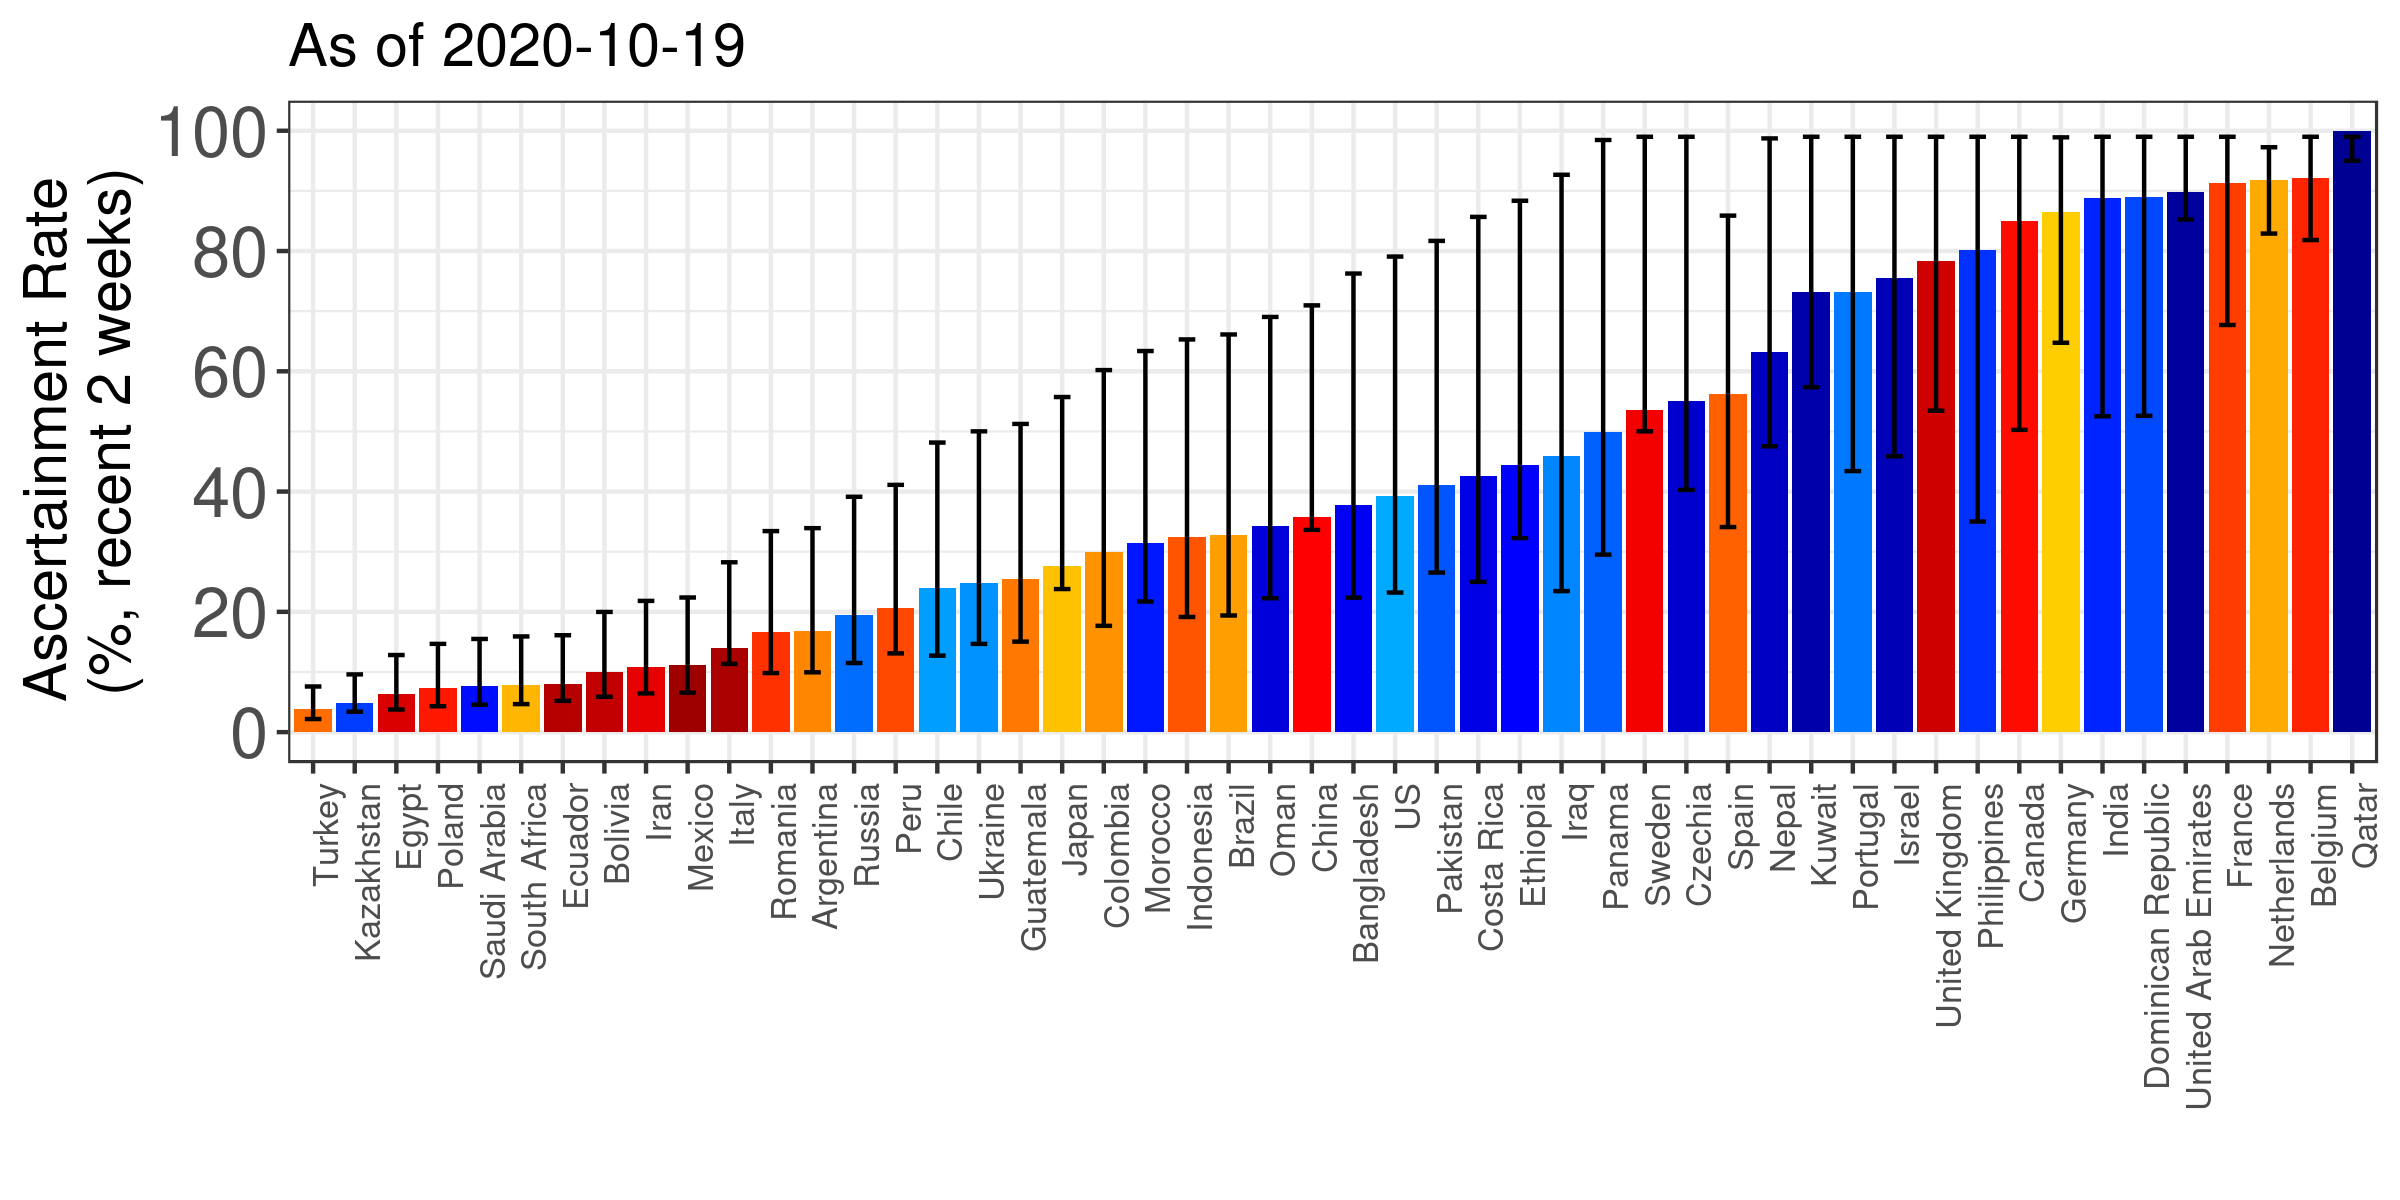 As of 2020-10-19
Ascertainment Rate
(%, recent 2 weeks)
100
80
60
40
20
0
Turkey
Kazakhstan
Egypt
Poland
Saudi Arabia
South Africa
Ecuador
Bolivia
Iran
Mexico
Italy
Romania
Argentina
Russia
Peru
Chile
Ukraine
Guatemala
Japan
Colombia
Morocco
Indonesia
Brazil
Oman
China
Bangladesh
US
Pakistan
Costa Rica
Ethiopia
Iraq
Panama
Sweden
Czechia
Spain
Nepal
Kuwait
Portugal
Israel
United Kingdom
Philippines
Canada
Germany
India
Dominican Republic
United Arab Emirates
France
Netherlands
Belgium
Qatar